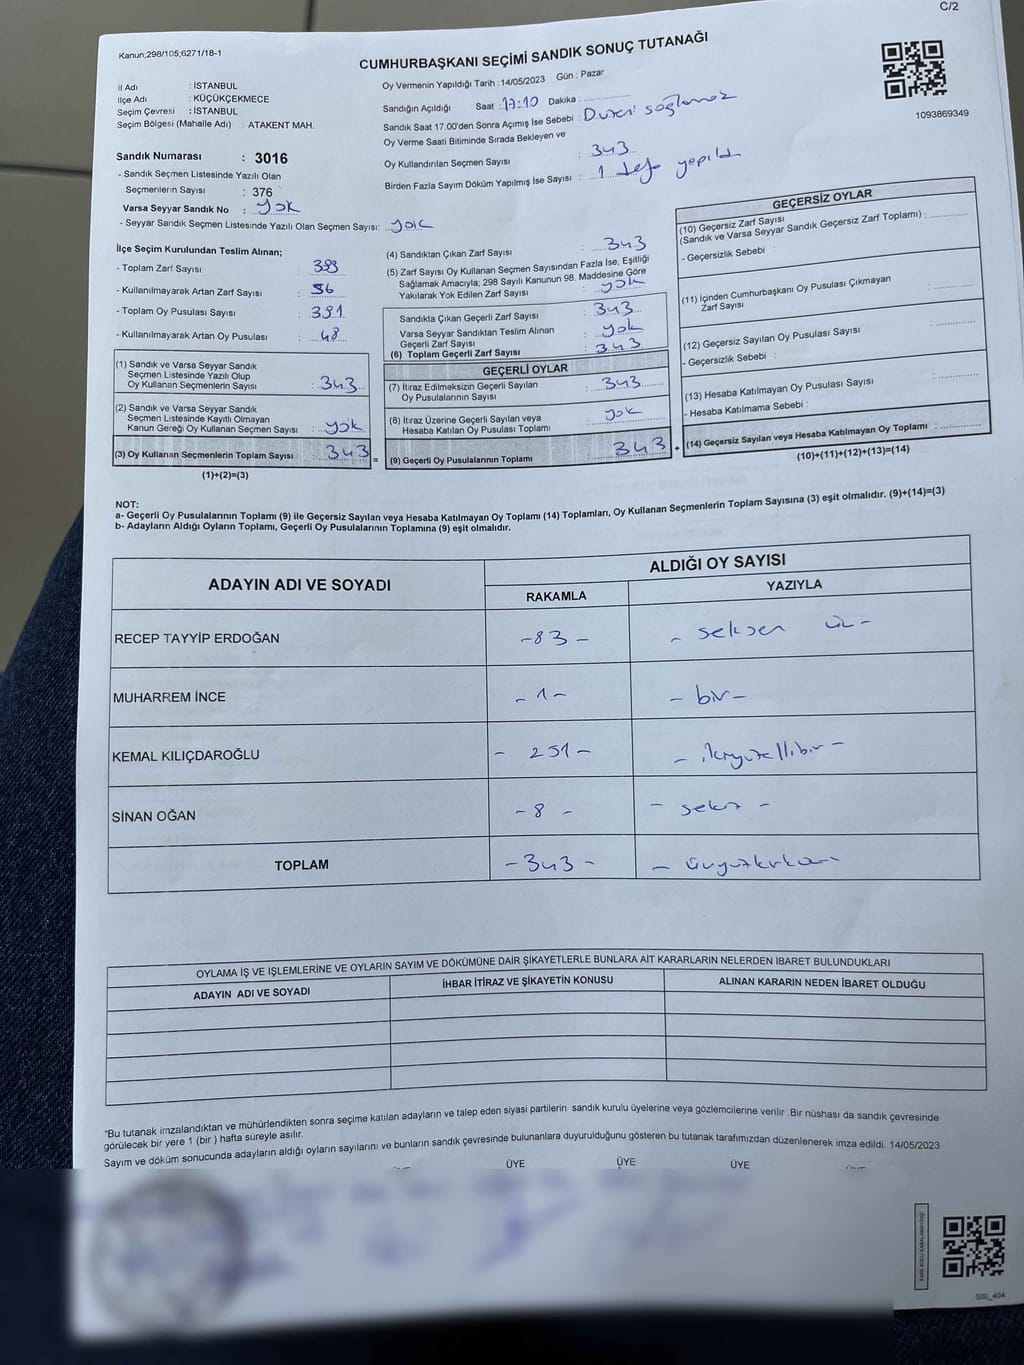 C/2
Kanun;298/105;6271/18-1
CUMHURBAŞKANI SEÇİMİ SANDIK SONUÇ TUTANAĞI
İl Adı : İSTANBUL
İlçe Adı : KÜÇÜKÇEKMECE
Seçim Çevresi : İSTANBUL
Seçim Bölgesi (Mahalle Adı) : ATAKENT MAH.
Oy Vermenin Yapıldığı Tarih : 14/05/2023 Gün : Pazar
Sandığın Açıldığı Saat : 17:10 Dakika :
Sandık Saat 17:00'den Sonra Açımış İse Sebebi :
Oy Verme Saati Bitiminde Sırada Bekleyen ve
Oy Kullandırılan Seçmen Sayısı : 343
Birden Fazla Sayım Döküm Yapılmış İse Sayısı : 1 defa yapıldı
1093869349
Sandık Numarası : 3016
- Sandık Seçmen Listesinde Yazılı Olan
Seçmenlerin Sayısı : 376
Varsa Seyyar Sandık No : yok
- Seyyar Sandık Seçmen Listesinde Yazılı Olan Seçmen Sayısı: yok
İlçe Seçim Kurulundan Teslim Alınan;
- Toplam Zarf Sayısı :
- Kullanılmayarak Artan Zarf Sayısı :
- Toplam Oy Pusulası Sayısı : 391
- Kullanılmayarak Artan Oy Pusulası : 48
(1) Sandık ve Varsa Seyyar Sandık
Seçmen Listesinde Yazılı Olup
Oy Kullanan Seçmenlerin Sayısı : 343
(2) Sandık ve Varsa Seyyar Sandık
Seçmen Listesinde Kayıtlı Olmayan
Kanun Gereği Oy Kullanan Seçmen Sayısı : yok
(3) Oy Kullanan Seçmenlerin Toplam Sayısı : 343
(1)+(2)=(3)
=
(4) Sandıktan Çıkan Zarf Sayısı : 343
(5) Zarf Sayısı Oy Kullanan Seçmen Sayısından Fazla İse, Eşitliği
Sağlamak Amacıyla; 298 Sayılı Kanunun 98. Maddesine Göre
Yakılarak Yok Edilen Zarf Sayısı : yok
Sandıkta Çıkan Geçerli Zarf Sayısı : 343
Varsa Seyyar Sandıktan Teslim Alınan
Geçerli Zarf Sayısı : yok
(6) Toplam Geçerli Zarf Sayısı : 343
GEÇERLİ OYLAR
(7) İtiraz Edilmeksizin Geçerli Sayılan
Oy Pusulalarının Sayısı : 343
(8) İtiraz Üzerine Geçerli Sayılan veya
Hesaba Katılan Oy Pusulası Toplamı : yok
(9) Geçerli Oy Pusulalarının Toplamı : 343
+
GEÇERSİZ OYLAR
(10) Geçersiz Zarf Sayısı
(Sandık ve Varsa Seyyar Sandık Geçersiz Zarf Toplamı) :
- Geçersizlik Sebebi :
(11) İçinden Cumhurbaşkanı Oy Pusulası Çıkmayan
Zarf Sayısı :
(12) Geçersiz Sayılan Oy Pusulası Sayısı :
- Geçersizlik Sebebi :
(13) Hesaba Katılmayan Oy Pusulası Sayısı :
- Hesaba Katılmama Sebebi :
(14) Geçersiz Sayılan veya Hesaba Katılmayan Oy Toplamı :
(10)+(11)+(12)+(13)=(14)
NOT:
a- Geçerli Oy Pusulalarının Toplamı (9) ile Geçersiz Sayılan veya Hesaba Katılmayan Oy Toplamı (14) Toplamları, Oy Kullanan Seçmenlerin Toplam Sayısına (3) eşit olmalıdır. (9)+(14)=(3)
b- Adayların Aldığı Oyların Toplamı, Geçerli Oy Pusulalarının Toplamına (9) eşit olmalıdır.
ADAYIN ADI VE SOYADI
ALDIĞI OY SAYISI
RAKAMLA YAZIYLA
RECEP TAYYİP ERDOĞAN -83- - seksen üç -
MUHARREM İNCE -1- - bir -
KEMAL KILIÇDAROĞLU - 251 - - ikiyüzellibir -
SİNAN OĞAN -8 - - sekiz -
TOPLAM -343- - üçyüzkırküç -
OYLAMA İŞ VE İŞLEMLERİNE VE OYLARIN SAYIM VE DÖKÜMÜNE DAİR ŞİKAYETLERLE BUNLARA AİT KARARLARIN NELERDEN İBARET BULUNDUKLARI
ADAYIN ADI VE SOYADI İHBAR İTİRAZ VE ŞİKAYETİN KONUSU ALINAN KARARIN NEDEN İBARET OLDUĞU
*Bu tutanak imzalandıktan ve mühürlendikten sonra seçime katılan adayların ve talep eden siyasi partilerin sandık kurulu üyelerine veya gözlemcilerine verilir .Bir nüshası da sandık çevresinde
görülecek bir yere 1 (bir ) hafta süreyle asılır.
Sayım ve döküm sonucunda adayların aldığı oyların sayılarını ve bunların sandık çevresinde bulunanlara duyurulduğunu gösteren bu tutanak tarafımızdan düzenlenerek imza edildi. 14/05/2023
ÜYE ÜYE ÜYE
SSI_404